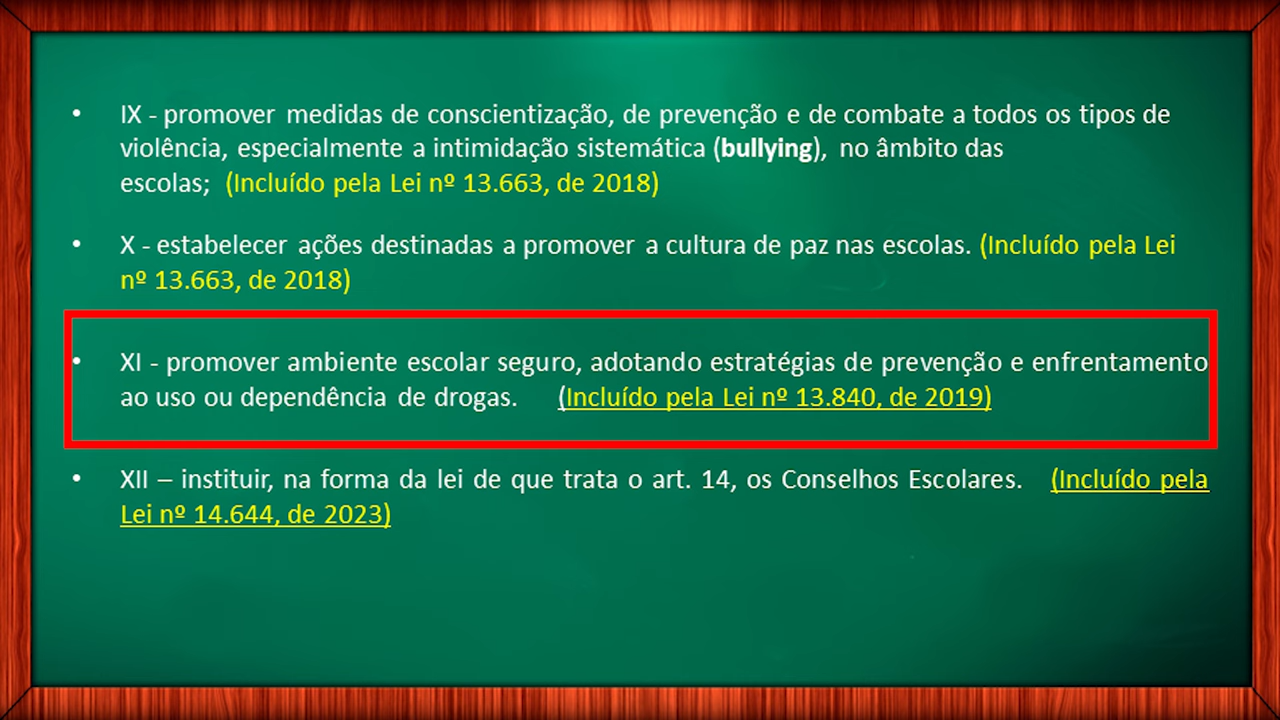 • IX - promover medidas de conscientização, de prevenção e de combate a todos os tipos de
violência, especialmente a intimidação sistemática (bullying), no âmbito das
escolas; (Incluído pela Lei nº 13.663, de 2018)
• X - estabelecer ações destinadas a promover a cultura de paz nas escolas. (Incluído pela Lei
nº 13.663, de 2018)
• XI - promover ambiente escolar seguro, adotando estratégias de prevenção e enfrentamento
ao uso ou dependência de drogas. (Incluído pela Lei nº 13.840, de 2019)
• XII – instituir, na forma da lei de que trata o art. 14, os Conselhos Escolares. (Incluído pela
Lei nº 14.644, de 2023)